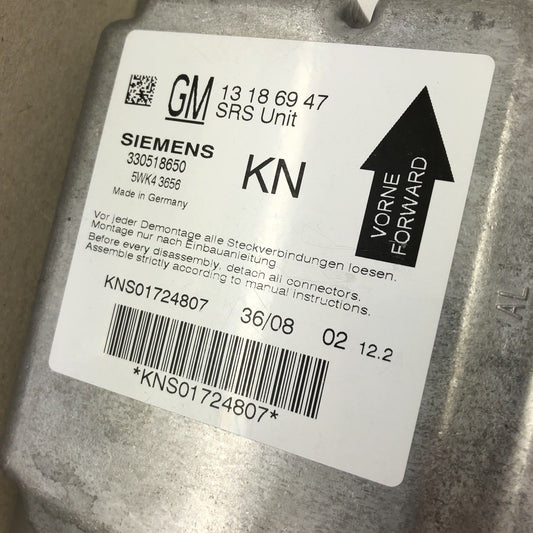 GM 13 18 69 47
SRS Unit
SIEMENS
330518650
5WK4 3656
Made in Germany
KN
VORNE
FORWARD
Vor jeder Demontage alle Steckverbindungen loesen.
Montage nur nach Einbauanleitung
Before every disassembly, detach all connectors.
Assemble strictly according to manual instructions.
KNS01724807 36/08 02 12.2
*KNS01724807*
AL